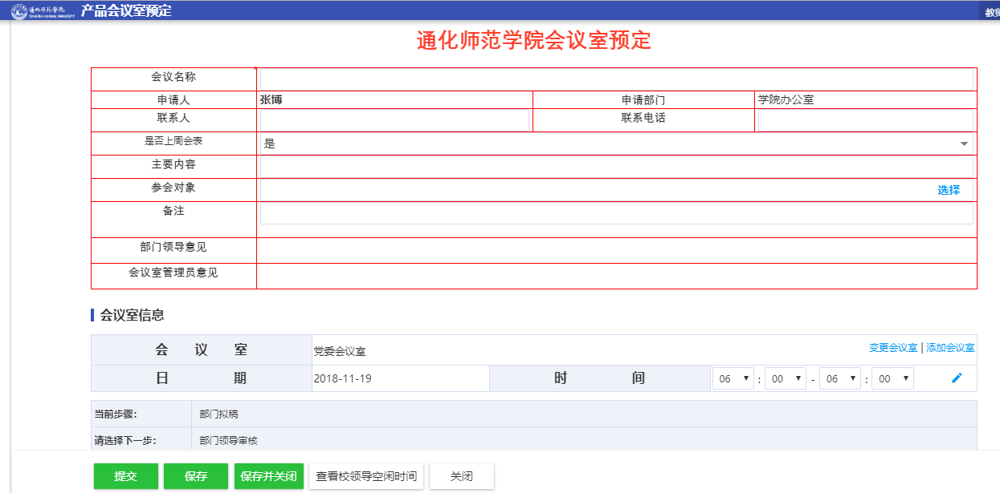 通化师范学院 TONGHUA NORMAL UNIVERSITY 产品会议室预定 教师
通化师范学院会议室预定
会议名称
申请人 张博 申请部门 学院办公室
联系人 联系电话
是否上周会表 是
主要内容
参会对象 选择
备注
部门领导意见
会议室管理员意见
会议室信息
会 议 室 党委会议室 变更会议室 | 添加会议室
日 期 2018-11-19 时 间 06 : 00 - 06 : 00
当前步骤: 部门拟稿
请选择下一步: 部门领导审核
提交 保存 保存并关闭 查看校领导空闲时间 关闭